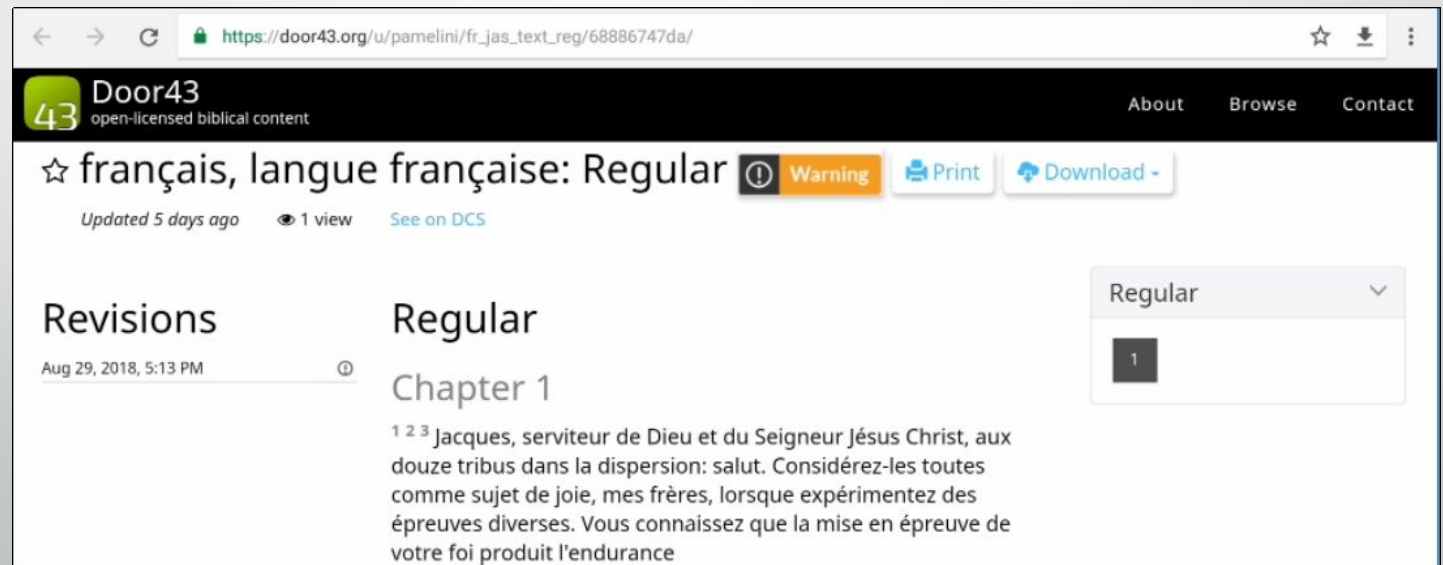 https://door43.org/u/pamelini/fr_jas_text_reg/68886747da/
43
Door43
open-licensed biblical content
About Browse Contact
français, langue française: Regular
Warning
Print
Download
Updated 5 days ago
1 view
See on DCS
Revisions
Aug 29, 2018, 5:13 PM
Regular
Chapter 1
1 2 3 Jacques, serviteur de Dieu et du Seigneur Jésus Christ, aux
douze tribus dans la dispersion: salut. Considérez-les toutes
comme sujet de joie, mes frères, lorsque expérimentez des
épreuves diverses. Vous connaissez que la mise en épreuve de
votre foi produit l'endurance
Regular
1